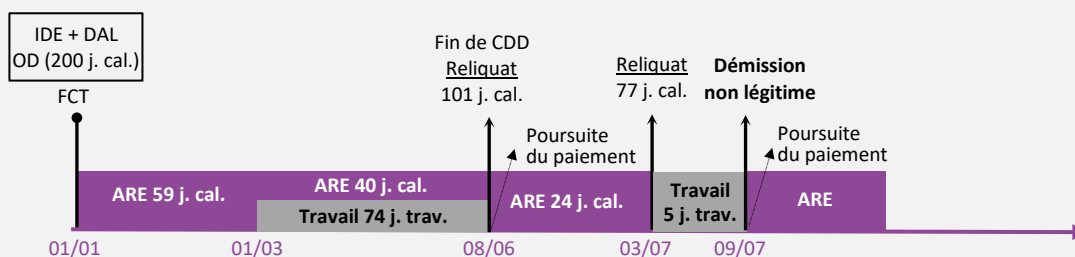 IDE + DAL
OD (200 j. cal.)
FCT
Fin de CDD
Reliquat
101 j. cal.
Reliquat
77 j. cal.
Démission
non légitime
Poursuite
du paiement
Poursuite
du paiement
ARE 59 j. cal.
ARE 40 j. cal.
Travail 74 j. trav.
ARE 24 j. cal.
Travail
5 j. trav.
ARE
01/01
01/03
08/06
03/07
09/07